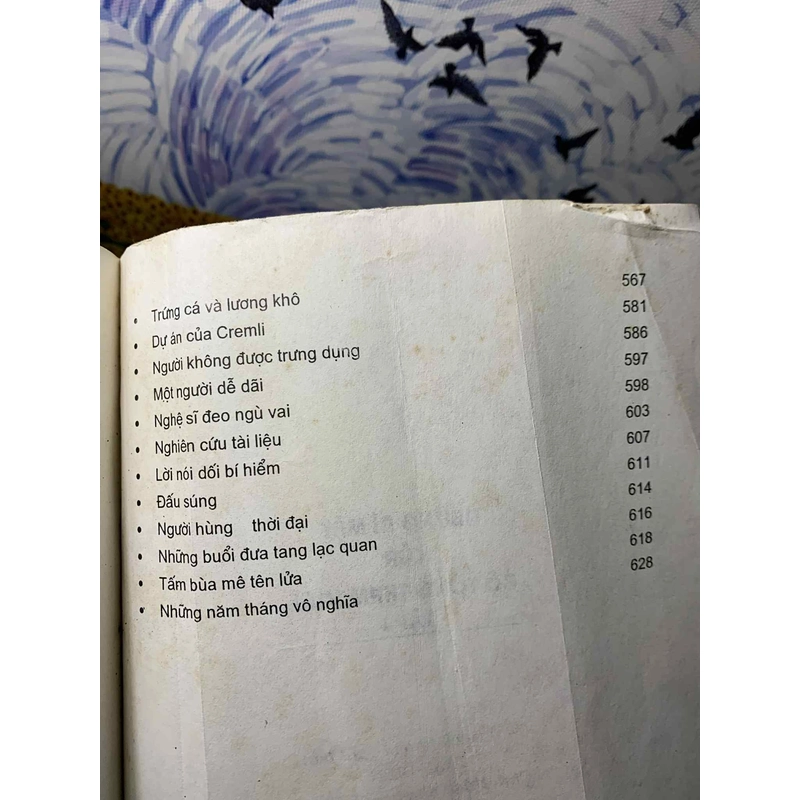 • Trứng cá và lương khô 567
• Dự án của Cremli 581
• Người không được trưng dụng 586
• Một người dễ dãi 597
• Nghệ sĩ đeo ngù vai 598
• Nghiên cứu tài liệu 603
• Lời nói dối bí hiểm 607
• Đấu súng 611
• Người hùng thời đại 614
• Những buổi đưa tang lạc quan 616
• Tấm bùa mê tên lửa 618
• Những năm tháng vô nghĩa 628